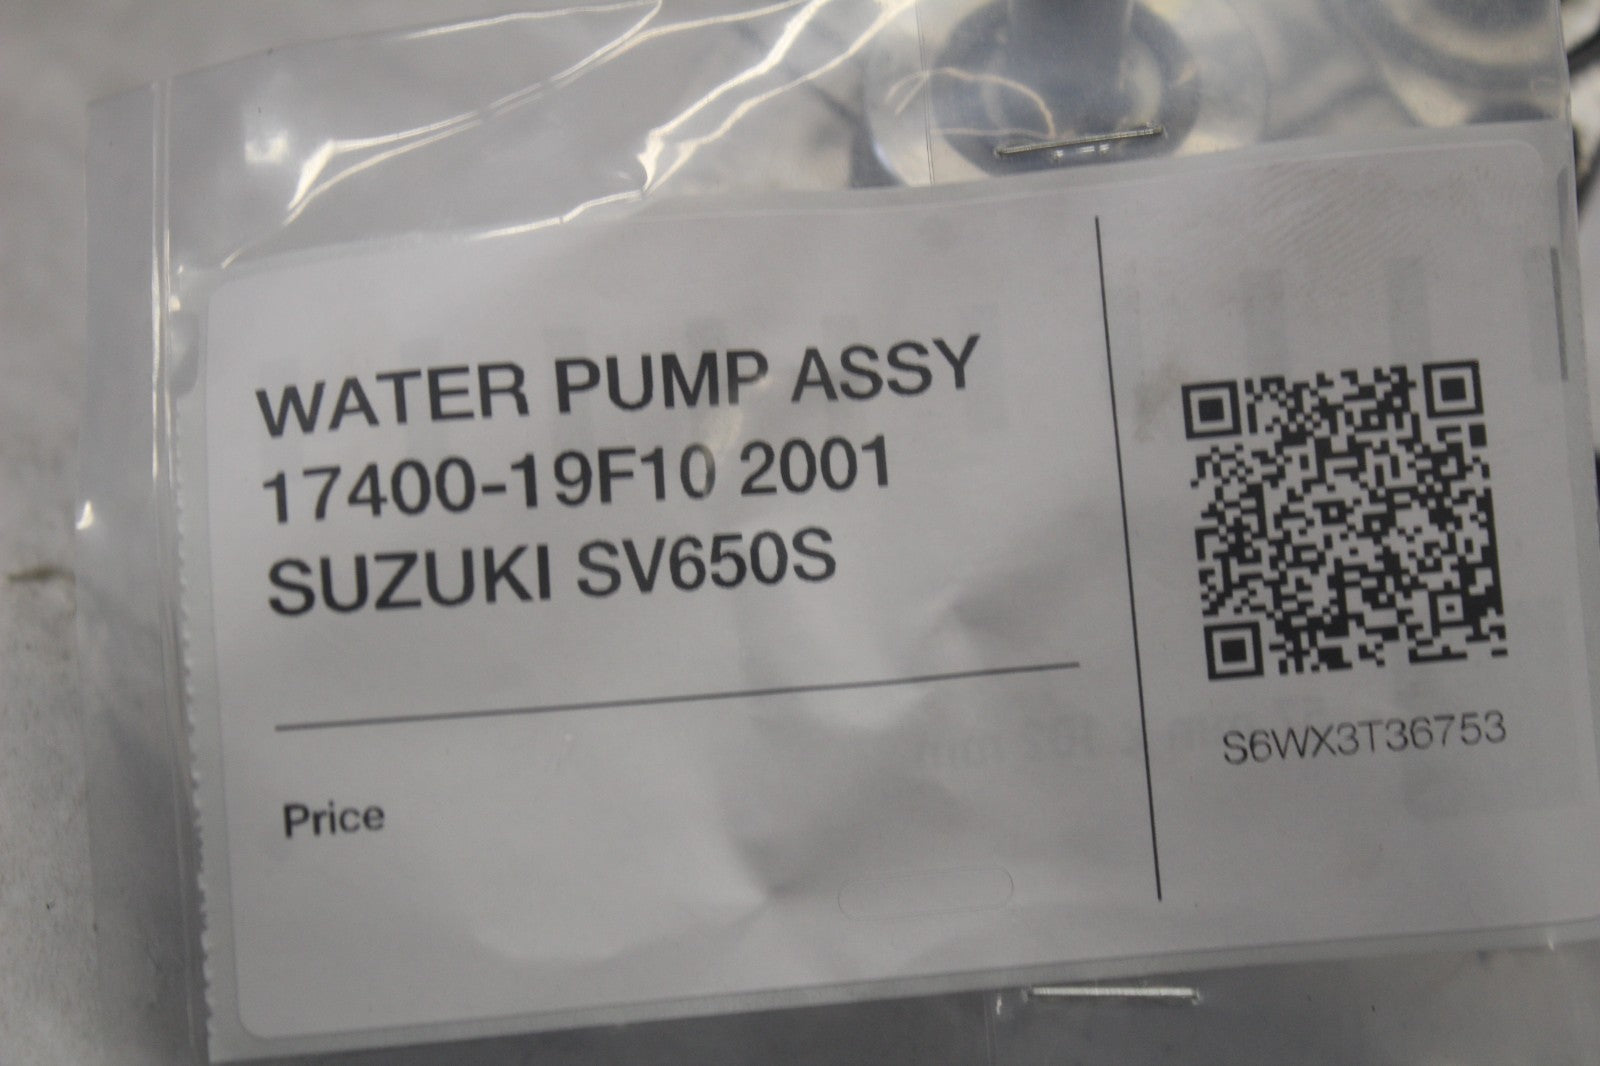 WATER PUMP ASSY
17400-19F10 2001
SUZUKI SV650S
Price
S6WX3T36753